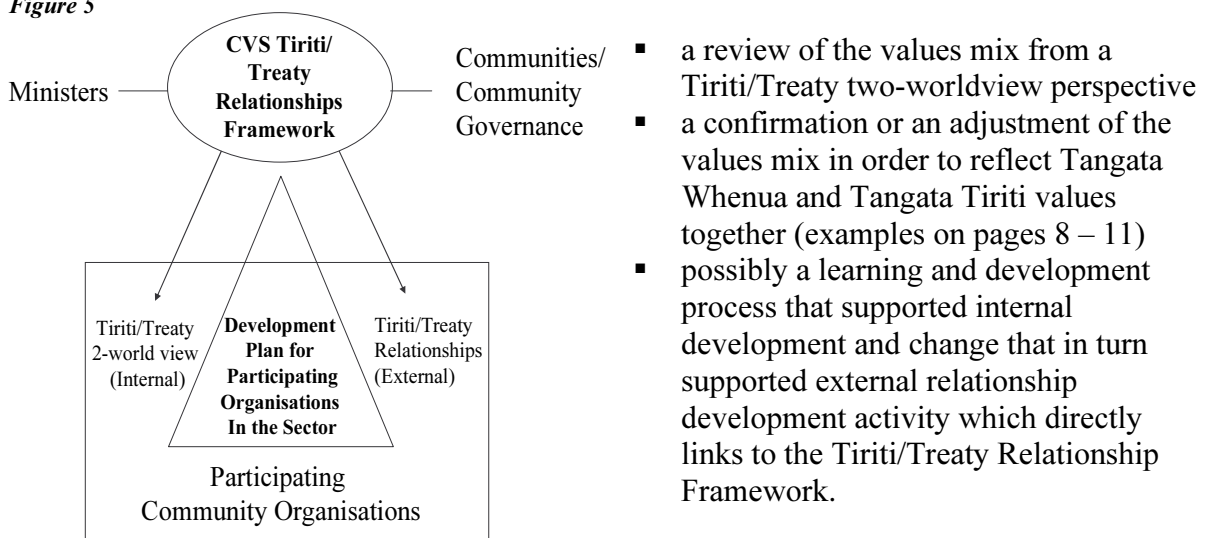 Figure 5
CVS Tiriti/
Treaty
Relationships
Framework
Ministers
Communities/
Community
Governance
Tiriti/Treaty
2-world view
(Internal)
Development
Plan for
Participating
Organisations
In the Sector
Tiriti/Treaty
Relationships
(External)
Participating
Community Organisations
▪ a review of the values mix from a
Tiriti/Treaty two-worldview perspective
▪ a confirmation or an adjustment of the
values mix in order to reflect Tangata
Whenua and Tangata Tiriti values
together (examples on pages 8 – 11)
▪ possibly a learning and development
process that supported internal
development and change that in turn
supported external relationship
development activity which directly
links to the Tiriti/Treaty Relationship
Framework.